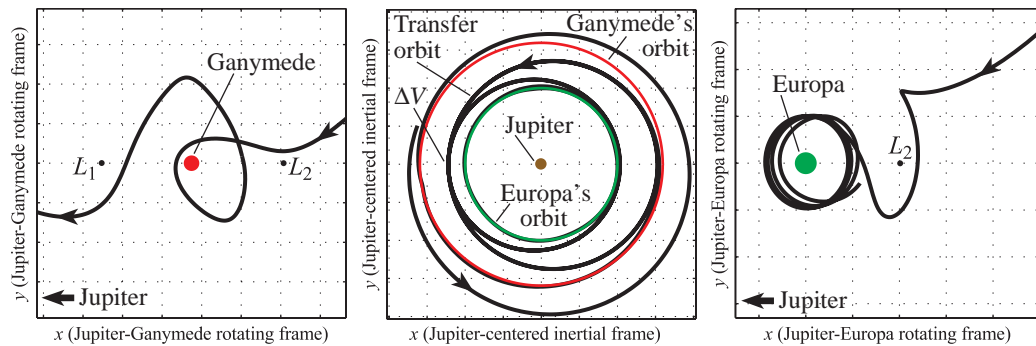 y (Jupiter-Ganymede rotating frame)
Ganymede
L1
L2
Jupiter
x (Jupiter-Ganymede rotating frame)
y (Jupiter-centered inertial frame)
Transfer
orbit
Ganymede's
orbit
ΔV
Jupiter
Europa's
orbit
x (Jupiter-centered inertial frame)
y (Jupiter-Europa rotating frame)
Europa
L2
Jupiter
x (Jupiter-Europa rotating frame)